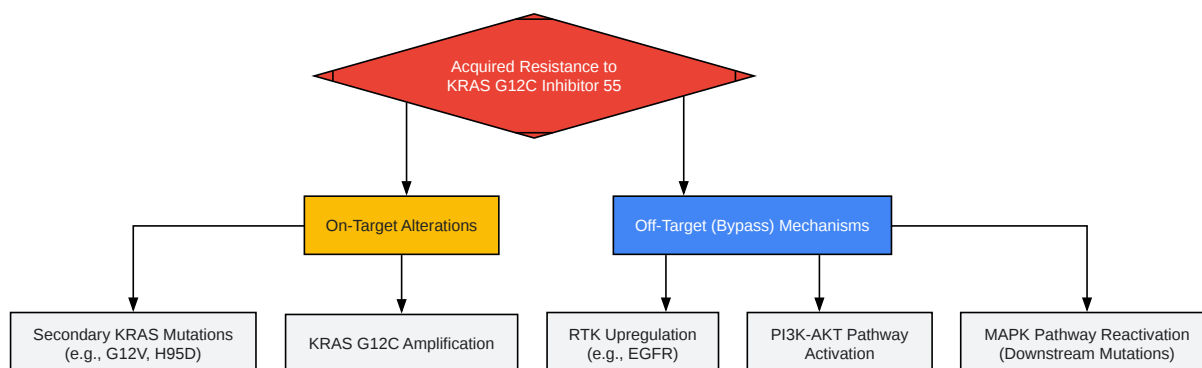 Acquired Resistance to
KRAS G12C Inhibitor 55
On-Target Alterations
Off-Target (Bypass) Mechanisms
Secondary KRAS Mutations
(e.g., G12V, H95D)
KRAS G12C Amplification
RTK Upregulation
(e.g., EGFR)
PI3K-AKT Pathway
Activation
MAPK Pathway Reactivation
(Downstream Mutations)